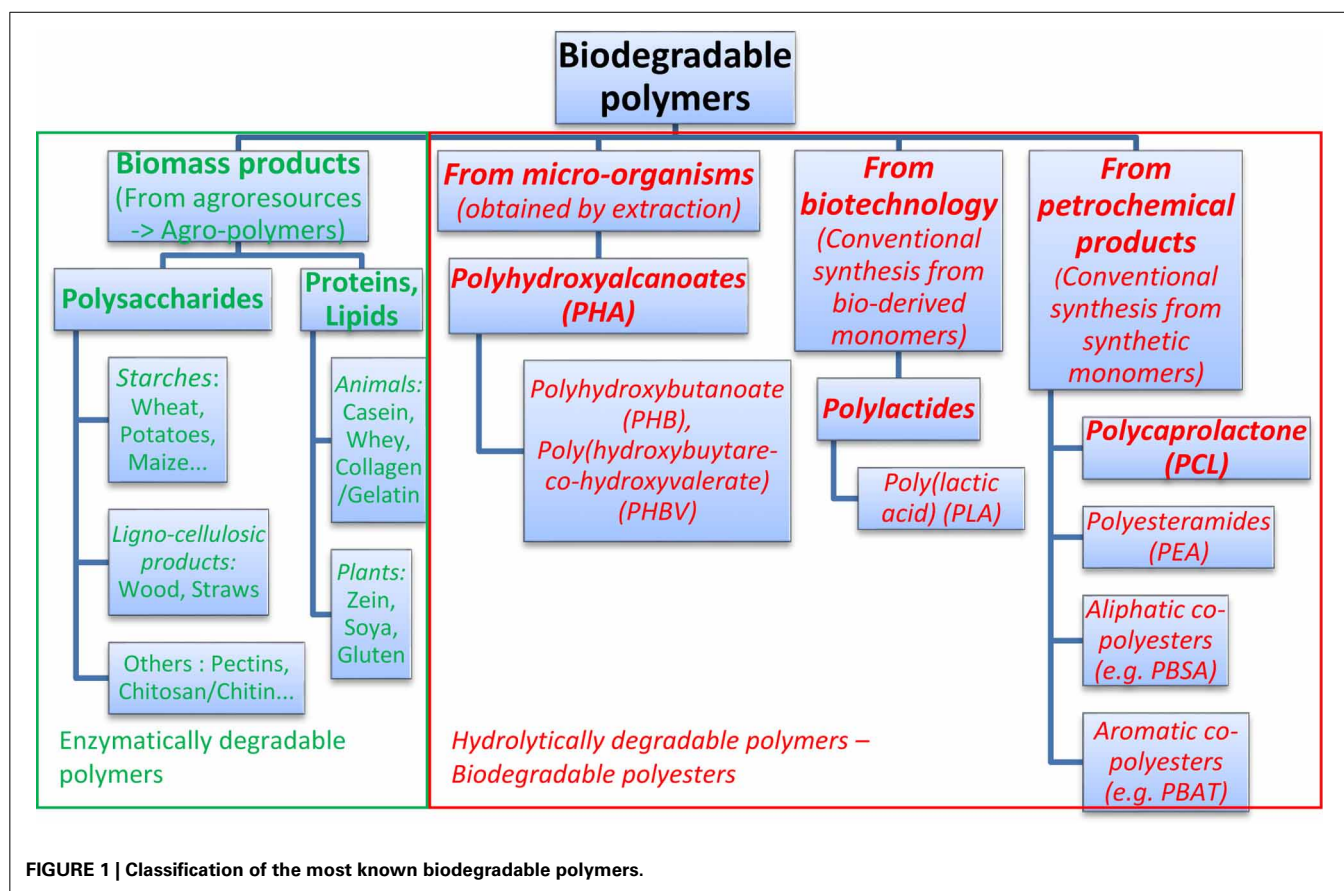 Biodegradable
polymers
Biomass products
(From agroresources
-> Agro-polymers)
Polysaccharides
Starches:
Wheat,
Potatoes,
Maize...
Ligno-cellulosic
products:
Wood, Straws
Others : Pectins,
Chitosan/Chitin...
Proteins,
Lipids
Animals:
Casein,
Whey,
Collagen
/Gelatin
Plants:
Zein,
Soya,
Gluten
Enzymatically degradable
polymers
From micro-organisms
(obtained by extraction)
Polyhydroxyalcanoates
(PHA)
Polyhydroxybutanoate
(PHB),
Poly(hydroxybuytare-
co-hydroxyvalerate)
(PHBV)
From
biotechnology
(Conventional
synthesis from
bio-derived
monomers)
Polylactides
Poly(lactic
acid) (PLA)
From
petrochemical
products
(Conventional
synthesis from
synthetic
monomers)
Polycaprolactone
(PCL)
Polyesteramides
(PEA)
Aliphatic co-
polyesters
(e.g. PBSA)
Aromatic co-
polyesters
(e.g. PBAT)
Hydrolytically degradable polymers –
Biodegradable polyesters
FIGURE 1 | Classification of the most known biodegradable polymers.